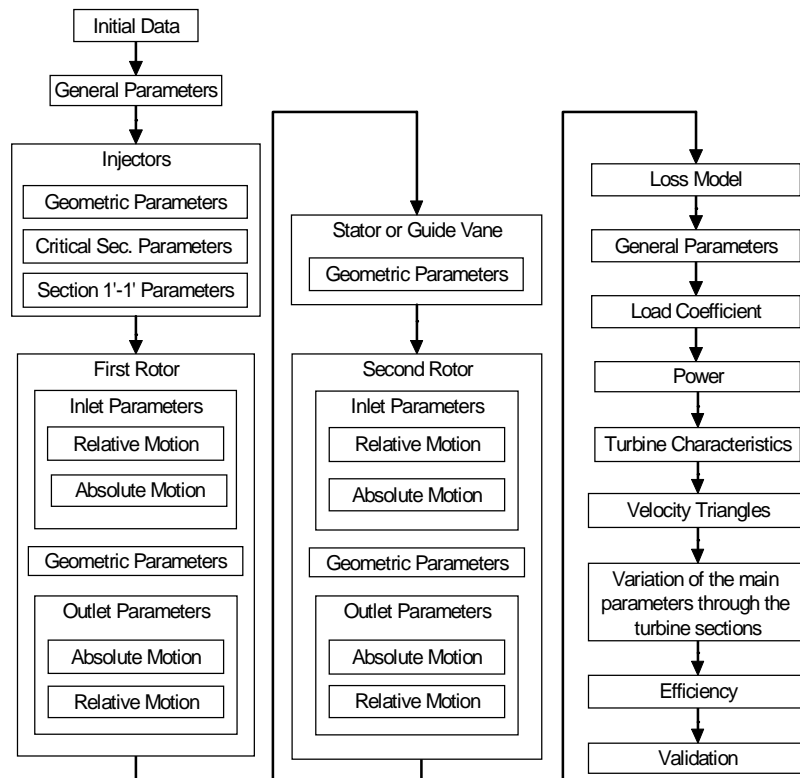 Initial Data
General Parameters
Injectors
Geometric Parameters
Critical Sec. Parameters
Section 1'-1' Parameters
First Rotor
Inlet Parameters
Relative Motion
Absolute Motion
Geometric Parameters
Outlet Parameters
Absolute Motion
Relative Motion
Stator or Guide Vane
Geometric Parameters
Second Rotor
Inlet Parameters
Relative Motion
Absolute Motion
Geometric Parameters
Outlet Parameters
Absolute Motion
Relative Motion
Loss Model
General Parameters
Load Coefficient
Power
Turbine Characteristics
Velocity Triangles
Variation of the main
parameters through the
turbine sections
Efficiency
Validation